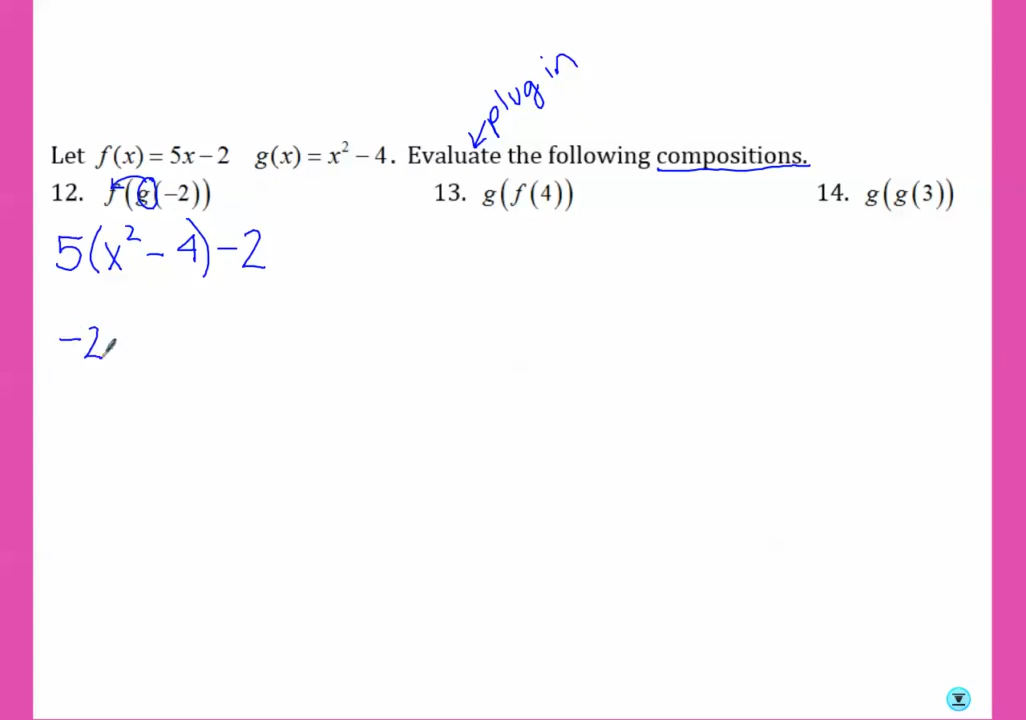 plug in
Let f(x) = 5x − 2 g(x) = x² − 4. Evaluate the following compositions.
12. f(g(−2)) 13. g(f(4)) 14. g(g(3))
5(x² − 4) − 2
−2